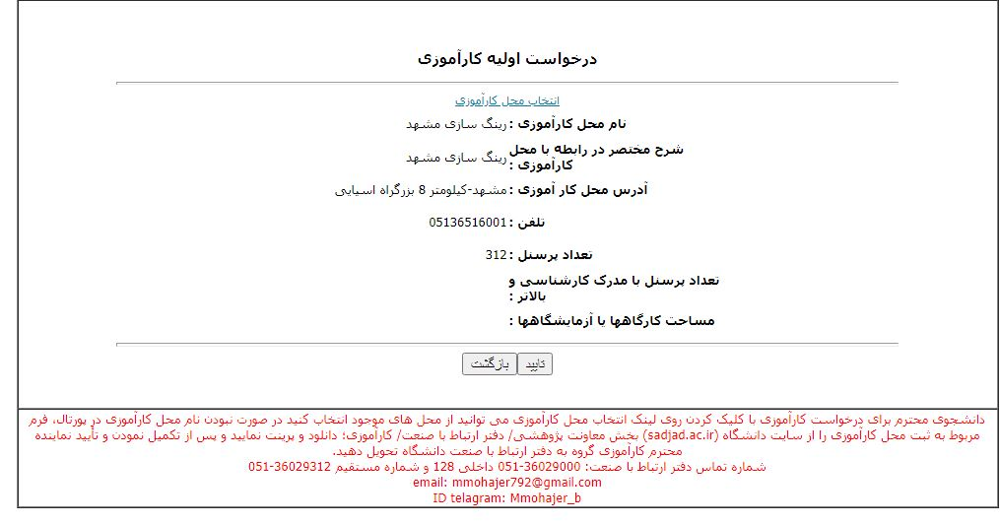 درخواست اولیه کارآموزی
انتخاب محل کارآموزی
نام محل کارآموزی : رینگ سازی مشهد
شرح مختصر در رابطه با محل
کارآموزی : رینگ سازی مشهد
آدرس محل کار آموزی : مشهد-کیلومتر 8 بزرگراه اسیایی
تلفن : 05136516001
تعداد پرسنل : 312
تعداد پرسنل با مدرک کارشناسی و
بالاتر :
مساحت کارگاهها یا آزمایشگاهها :
تایید بازگشت
دانشجوی محترم برای درخواست کارآموزی با کلیک کردن روی لینک انتخاب محل کارآموزی می توانید از محل های موجود انتخاب کنید در صورت نبودن نام محل کارآموزی در پورتال، فرم
مربوط به ثبت محل کارآموزی را از سایت دانشگاه (sadjad.ac.ir) بخش معاونت پژوهشی/ دفتر ارتباط با صنعت/ کارآموزی؛ دانلود و پرینت نمایید و پس از تکمیل نمودن و تأیید نماینده
محترم کارآموزی گروه به دفتر ارتباط با صنعت دانشگاه تحویل دهید.
شماره تماس دفتر ارتباط با صنعت: 36029000-051 داخلی 128 و شماره مستقیم 36029312-051
email: mmohajer792@gmail.com
ID telagram: Mmohajer_b